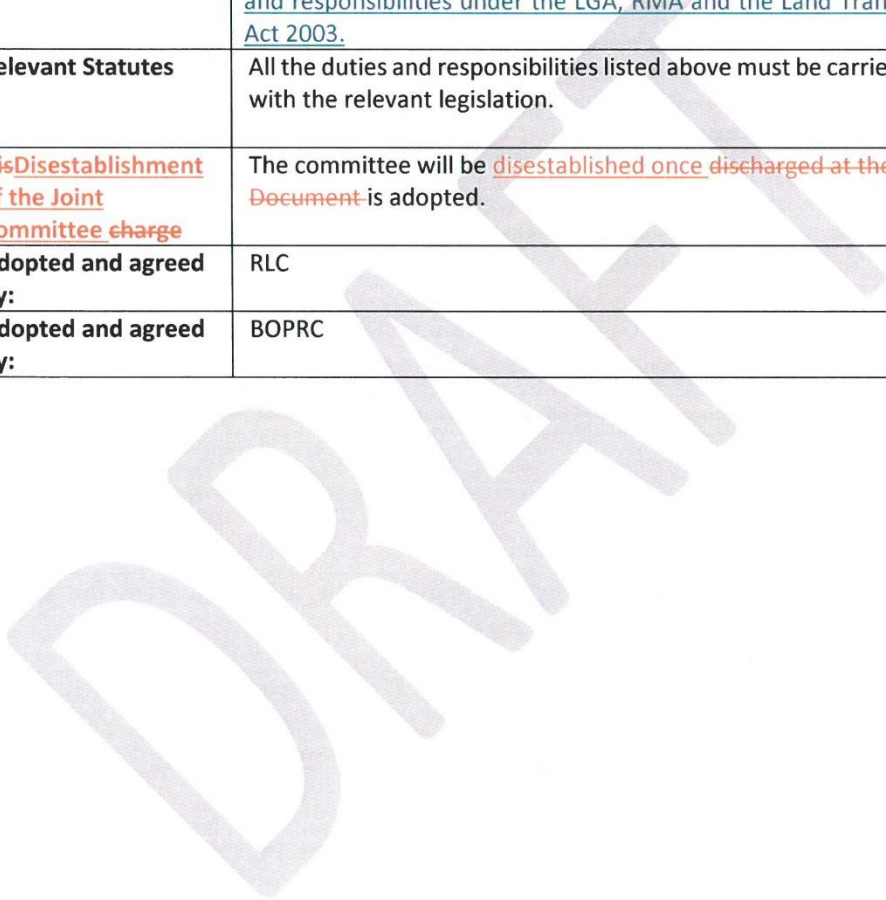 and responsibilities under the LGA, RMA and the Land Tran
Act 2003.
elevant Statutes
All the duties and responsibilities listed above must be carrie
with the relevant legislation.
isDisestablishment
f the Joint
ommittee charge
The committee will be disestablished once discharged at the
Document is adopted.
dopted and agreed
y:
RLC
dopted and agreed
y:
BOPRC
DRAFT